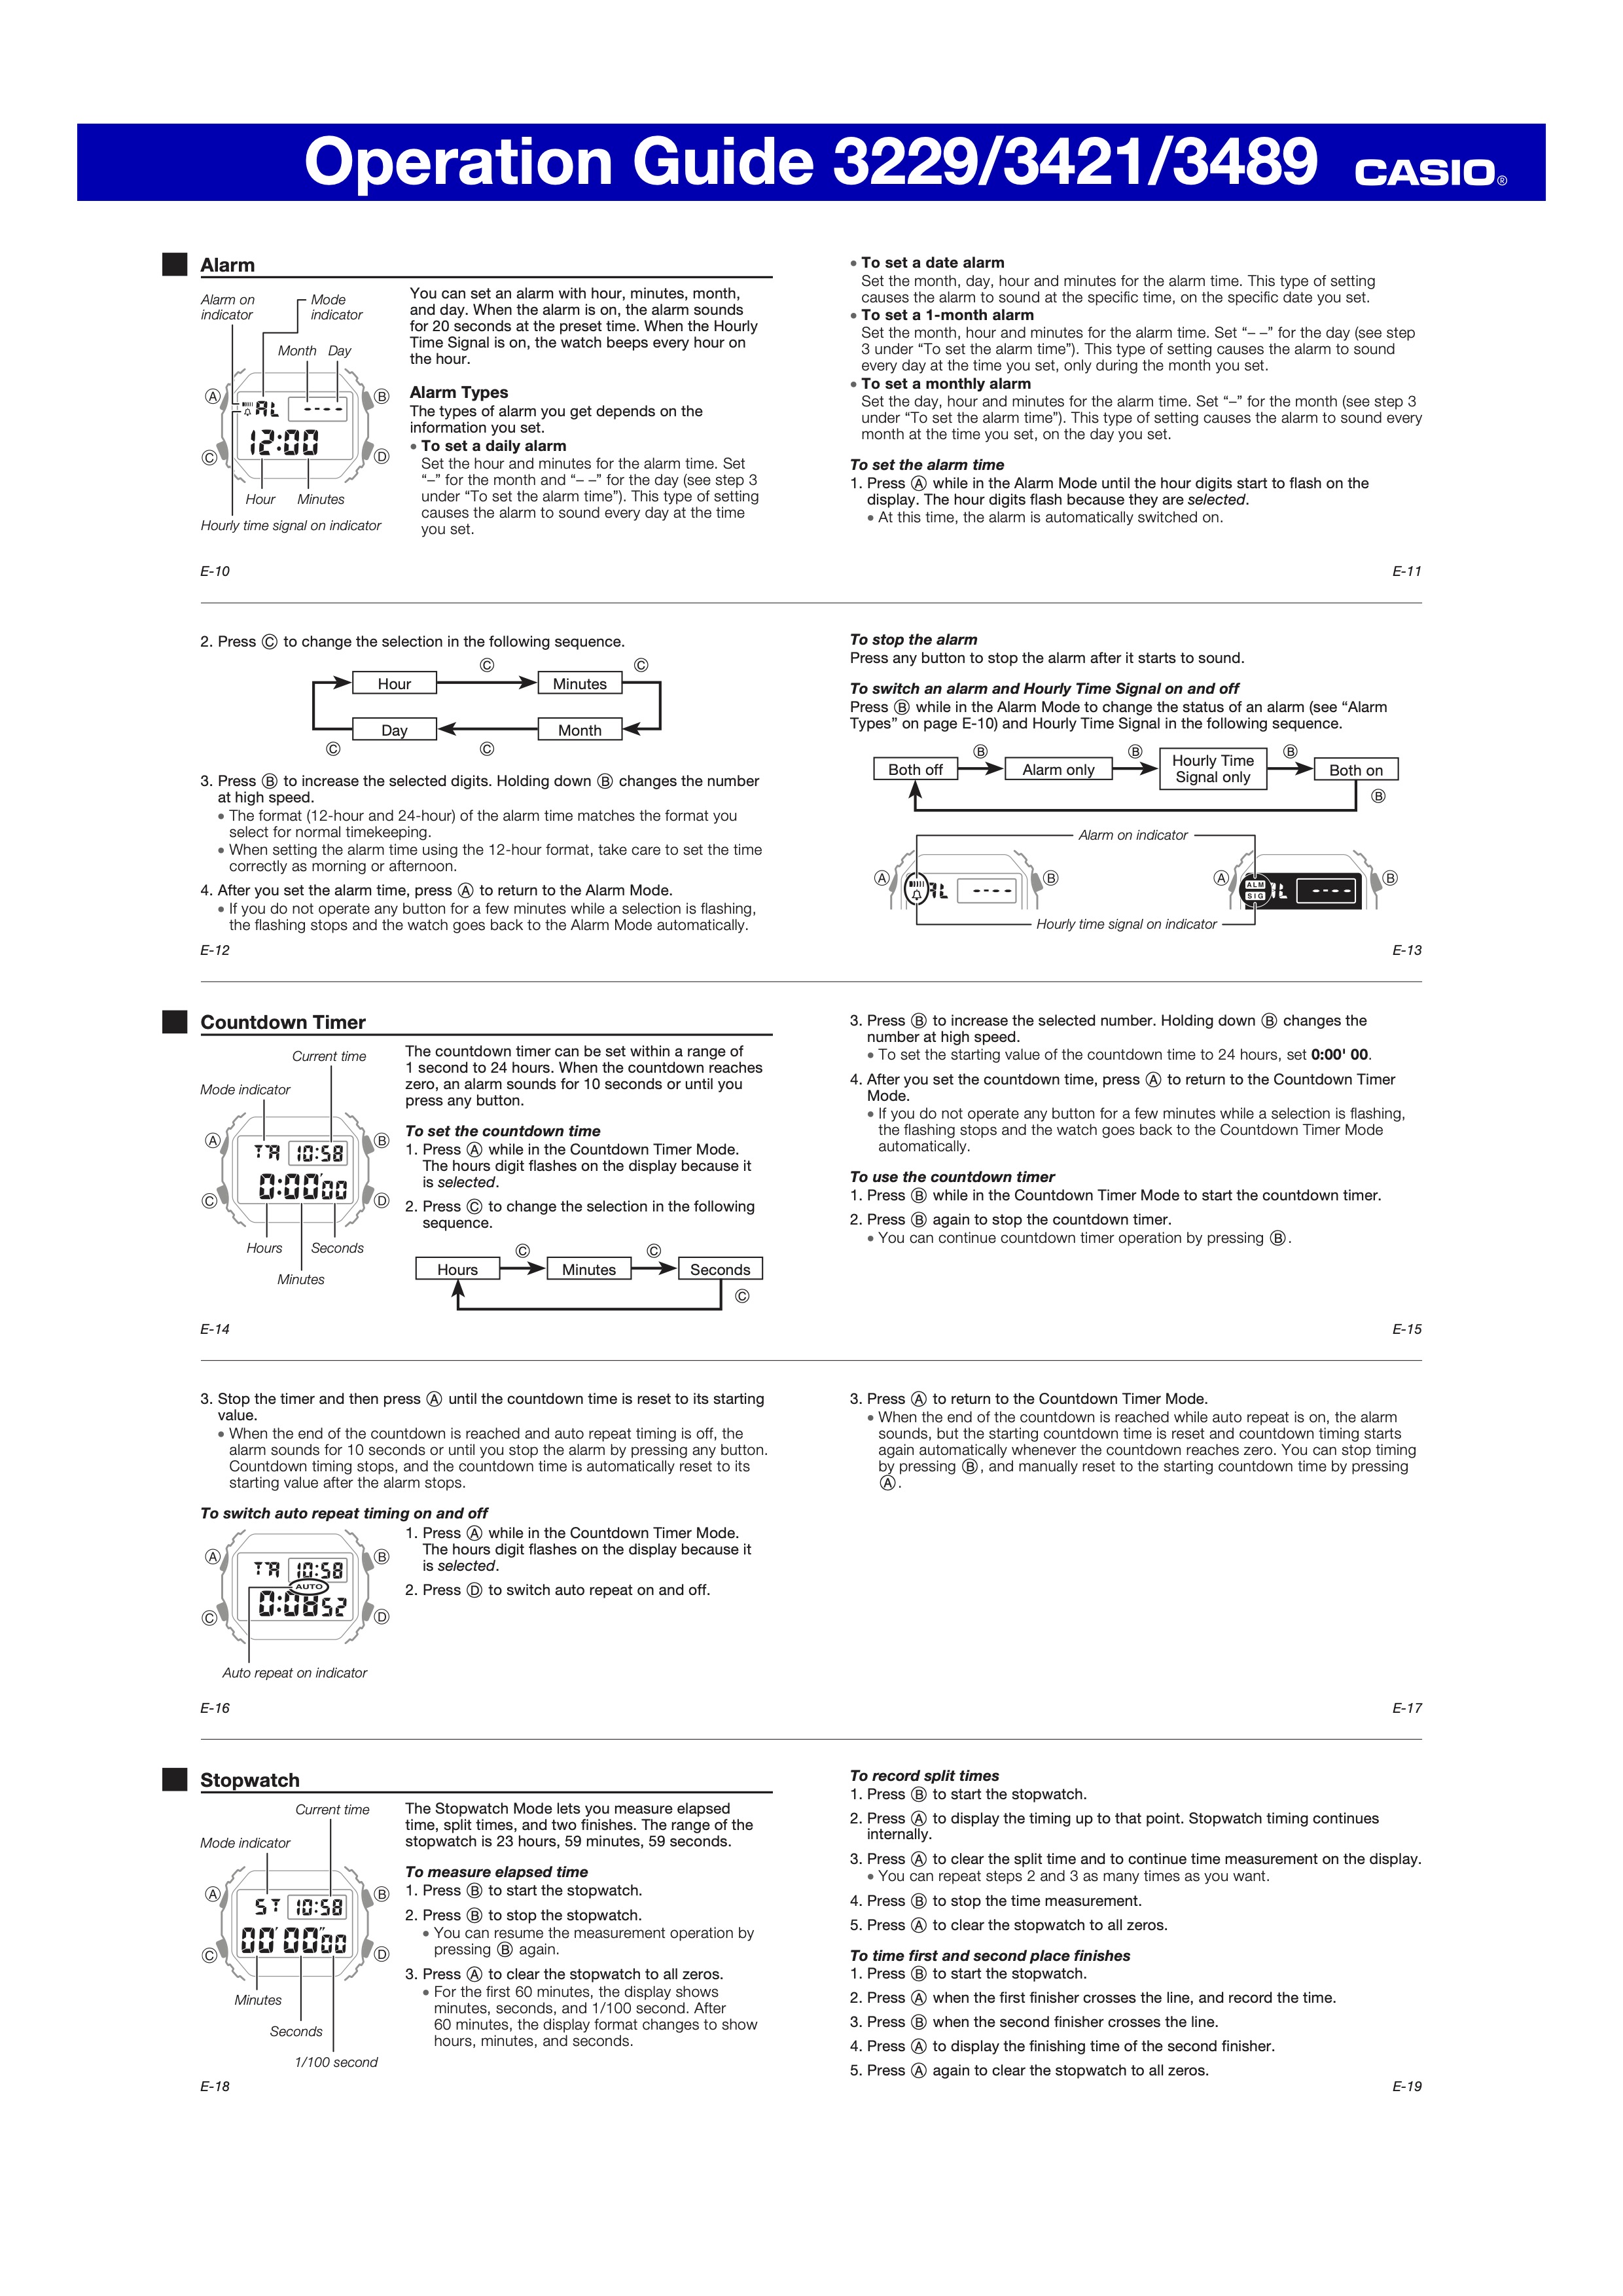 Operation Guide 3229/3421/3489 CASIO®
Alarm
Alarm on indicator
Mode indicator
Month Day
A
B
AL ----
12:00
C
D
Hour Minutes
Hourly time signal on indicator
You can set an alarm with hour, minutes, month,
and day. When the alarm is on, the alarm sounds
for 20 seconds at the preset time. When the Hourly
Time Signal is on, the watch beeps every hour on
the hour.
Alarm Types
The types of alarm you get depends on the
information you set.
• To set a daily alarm
Set the hour and minutes for the alarm time. Set
“–” for the month and “– –” for the day (see step 3
under “To set the alarm time”). This type of setting
causes the alarm to sound every day at the time
you set.
E-10
• To set a date alarm
Set the month, day, hour and minutes for the alarm time. This type of setting
causes the alarm to sound at the specific time, on the specific date you set.
• To set a 1-month alarm
Set the month, hour and minutes for the alarm time. Set “– –” for the day (see step
3 under “To set the alarm time”). This type of setting causes the alarm to sound
every day at the time you set, only during the month you set.
• To set a monthly alarm
Set the day, hour and minutes for the alarm time. Set “–” for the month (see step 3
under “To set the alarm time”). This type of setting causes the alarm to sound every
month at the time you set, on the day you set.
To set the alarm time
1. Press Ⓐ while in the Alarm Mode until the hour digits start to flash on the
display. The hour digits flash because they are selected.
• At this time, the alarm is automatically switched on.
E-11
2. Press Ⓒ to change the selection in the following sequence.
Ⓒ Ⓒ
Hour Minutes
Day Month
Ⓒ Ⓒ
3. Press Ⓑ to increase the selected digits. Holding down Ⓑ changes the number
at high speed.
• The format (12-hour and 24-hour) of the alarm time matches the format you
select for normal timekeeping.
• When setting the alarm time using the 12-hour format, take care to set the time
correctly as morning or afternoon.
4. After you set the alarm time, press Ⓐ to return to the Alarm Mode.
• If you do not operate any button for a few minutes while a selection is flashing,
the flashing stops and the watch goes back to the Alarm Mode automatically.
E-12
To stop the alarm
Press any button to stop the alarm after it starts to sound.
To switch an alarm and Hourly Time Signal on and off
Press Ⓑ while in the Alarm Mode to change the status of an alarm (see “Alarm
Types” on page E-10) and Hourly Time Signal in the following sequence.
Ⓑ Ⓑ Ⓑ
Both off Alarm only Hourly Time Signal only Both on
Ⓑ
Alarm on indicator
Ⓐ AL ---- Ⓑ
Ⓐ ALM SIG AL ---- Ⓑ
Hourly time signal on indicator
E-13
Countdown Timer
Current time
Mode indicator
Ⓐ
Ⓑ
TR 10:58
0:00'00
Ⓒ
Ⓓ
Hours Seconds
Minutes
The countdown timer can be set within a range of
1 second to 24 hours. When the countdown reaches
zero, an alarm sounds for 10 seconds or until you
press any button.
To set the countdown time
1. Press Ⓐ while in the Countdown Timer Mode.
The hours digit flashes on the display because it
is selected.
2. Press Ⓒ to change the selection in the following
sequence.
Ⓒ Ⓒ
Hours Minutes Seconds
Ⓒ
E-14
3. Press Ⓑ to increase the selected number. Holding down Ⓑ changes the
number at high speed.
• To set the starting value of the countdown time to 24 hours, set 0:00' 00.
4. After you set the countdown time, press Ⓐ to return to the Countdown Timer
Mode.
• If you do not operate any button for a few minutes while a selection is flashing,
the flashing stops and the watch goes back to the Countdown Timer Mode
automatically.
To use the countdown timer
1. Press Ⓑ while in the Countdown Timer Mode to start the countdown timer.
2. Press Ⓑ again to stop the countdown timer.
• You can continue countdown timer operation by pressing Ⓑ.
E-15
3. Stop the timer and then press Ⓐ until the countdown time is reset to its starting
value.
• When the end of the countdown is reached and auto repeat timing is off, the
alarm sounds for 10 seconds or until you stop the alarm by pressing any button.
Countdown timing stops, and the countdown time is automatically reset to its
starting value after the alarm stops.
To switch auto repeat timing on and off
Ⓐ
Ⓑ
TR 10:58
AUTO
0:08 52
Ⓒ
Ⓓ
Auto repeat on indicator
1. Press Ⓐ while in the Countdown Timer Mode.
The hours digit flashes on the display because it
is selected.
2. Press Ⓓ to switch auto repeat on and off.
E-16
3. Press Ⓐ to return to the Countdown Timer Mode.
• When the end of the countdown is reached while auto repeat is on, the alarm
sounds, but the starting countdown time is reset and countdown timing starts
again automatically whenever the countdown reaches zero. You can stop timing
by pressing Ⓑ, and manually reset to the starting countdown time by pressing
Ⓐ.
E-17
Stopwatch
Current time
Mode indicator
Ⓐ
Ⓑ
ST 10:58
00'00"00
Ⓒ
Ⓓ
Minutes
Seconds
1/100 second
The Stopwatch Mode lets you measure elapsed
time, split times, and two finishes. The range of the
stopwatch is 23 hours, 59 minutes, 59 seconds.
To measure elapsed time
1. Press Ⓑ to start the stopwatch.
2. Press Ⓑ to stop the stopwatch.
• You can resume the measurement operation by
pressing Ⓑ again.
3. Press Ⓐ to clear the stopwatch to all zeros.
• For the first 60 minutes, the display shows
minutes, seconds, and 1/100 second. After
60 minutes, the display format changes to show
hours, minutes, and seconds.
E-18
To record split times
1. Press Ⓑ to start the stopwatch.
2. Press Ⓐ to display the timing up to that point. Stopwatch timing continues
internally.
3. Press Ⓐ to clear the split time and to continue time measurement on the display.
• You can repeat steps 2 and 3 as many times as you want.
4. Press Ⓑ to stop the time measurement.
5. Press Ⓐ to clear the stopwatch to all zeros.
To time first and second place finishes
1. Press Ⓑ to start the stopwatch.
2. Press Ⓐ when the first finisher crosses the line, and record the time.
3. Press Ⓑ when the second finisher crosses the line.
4. Press Ⓐ to display the finishing time of the second finisher.
5. Press Ⓐ again to clear the stopwatch to all zeros.
E-19